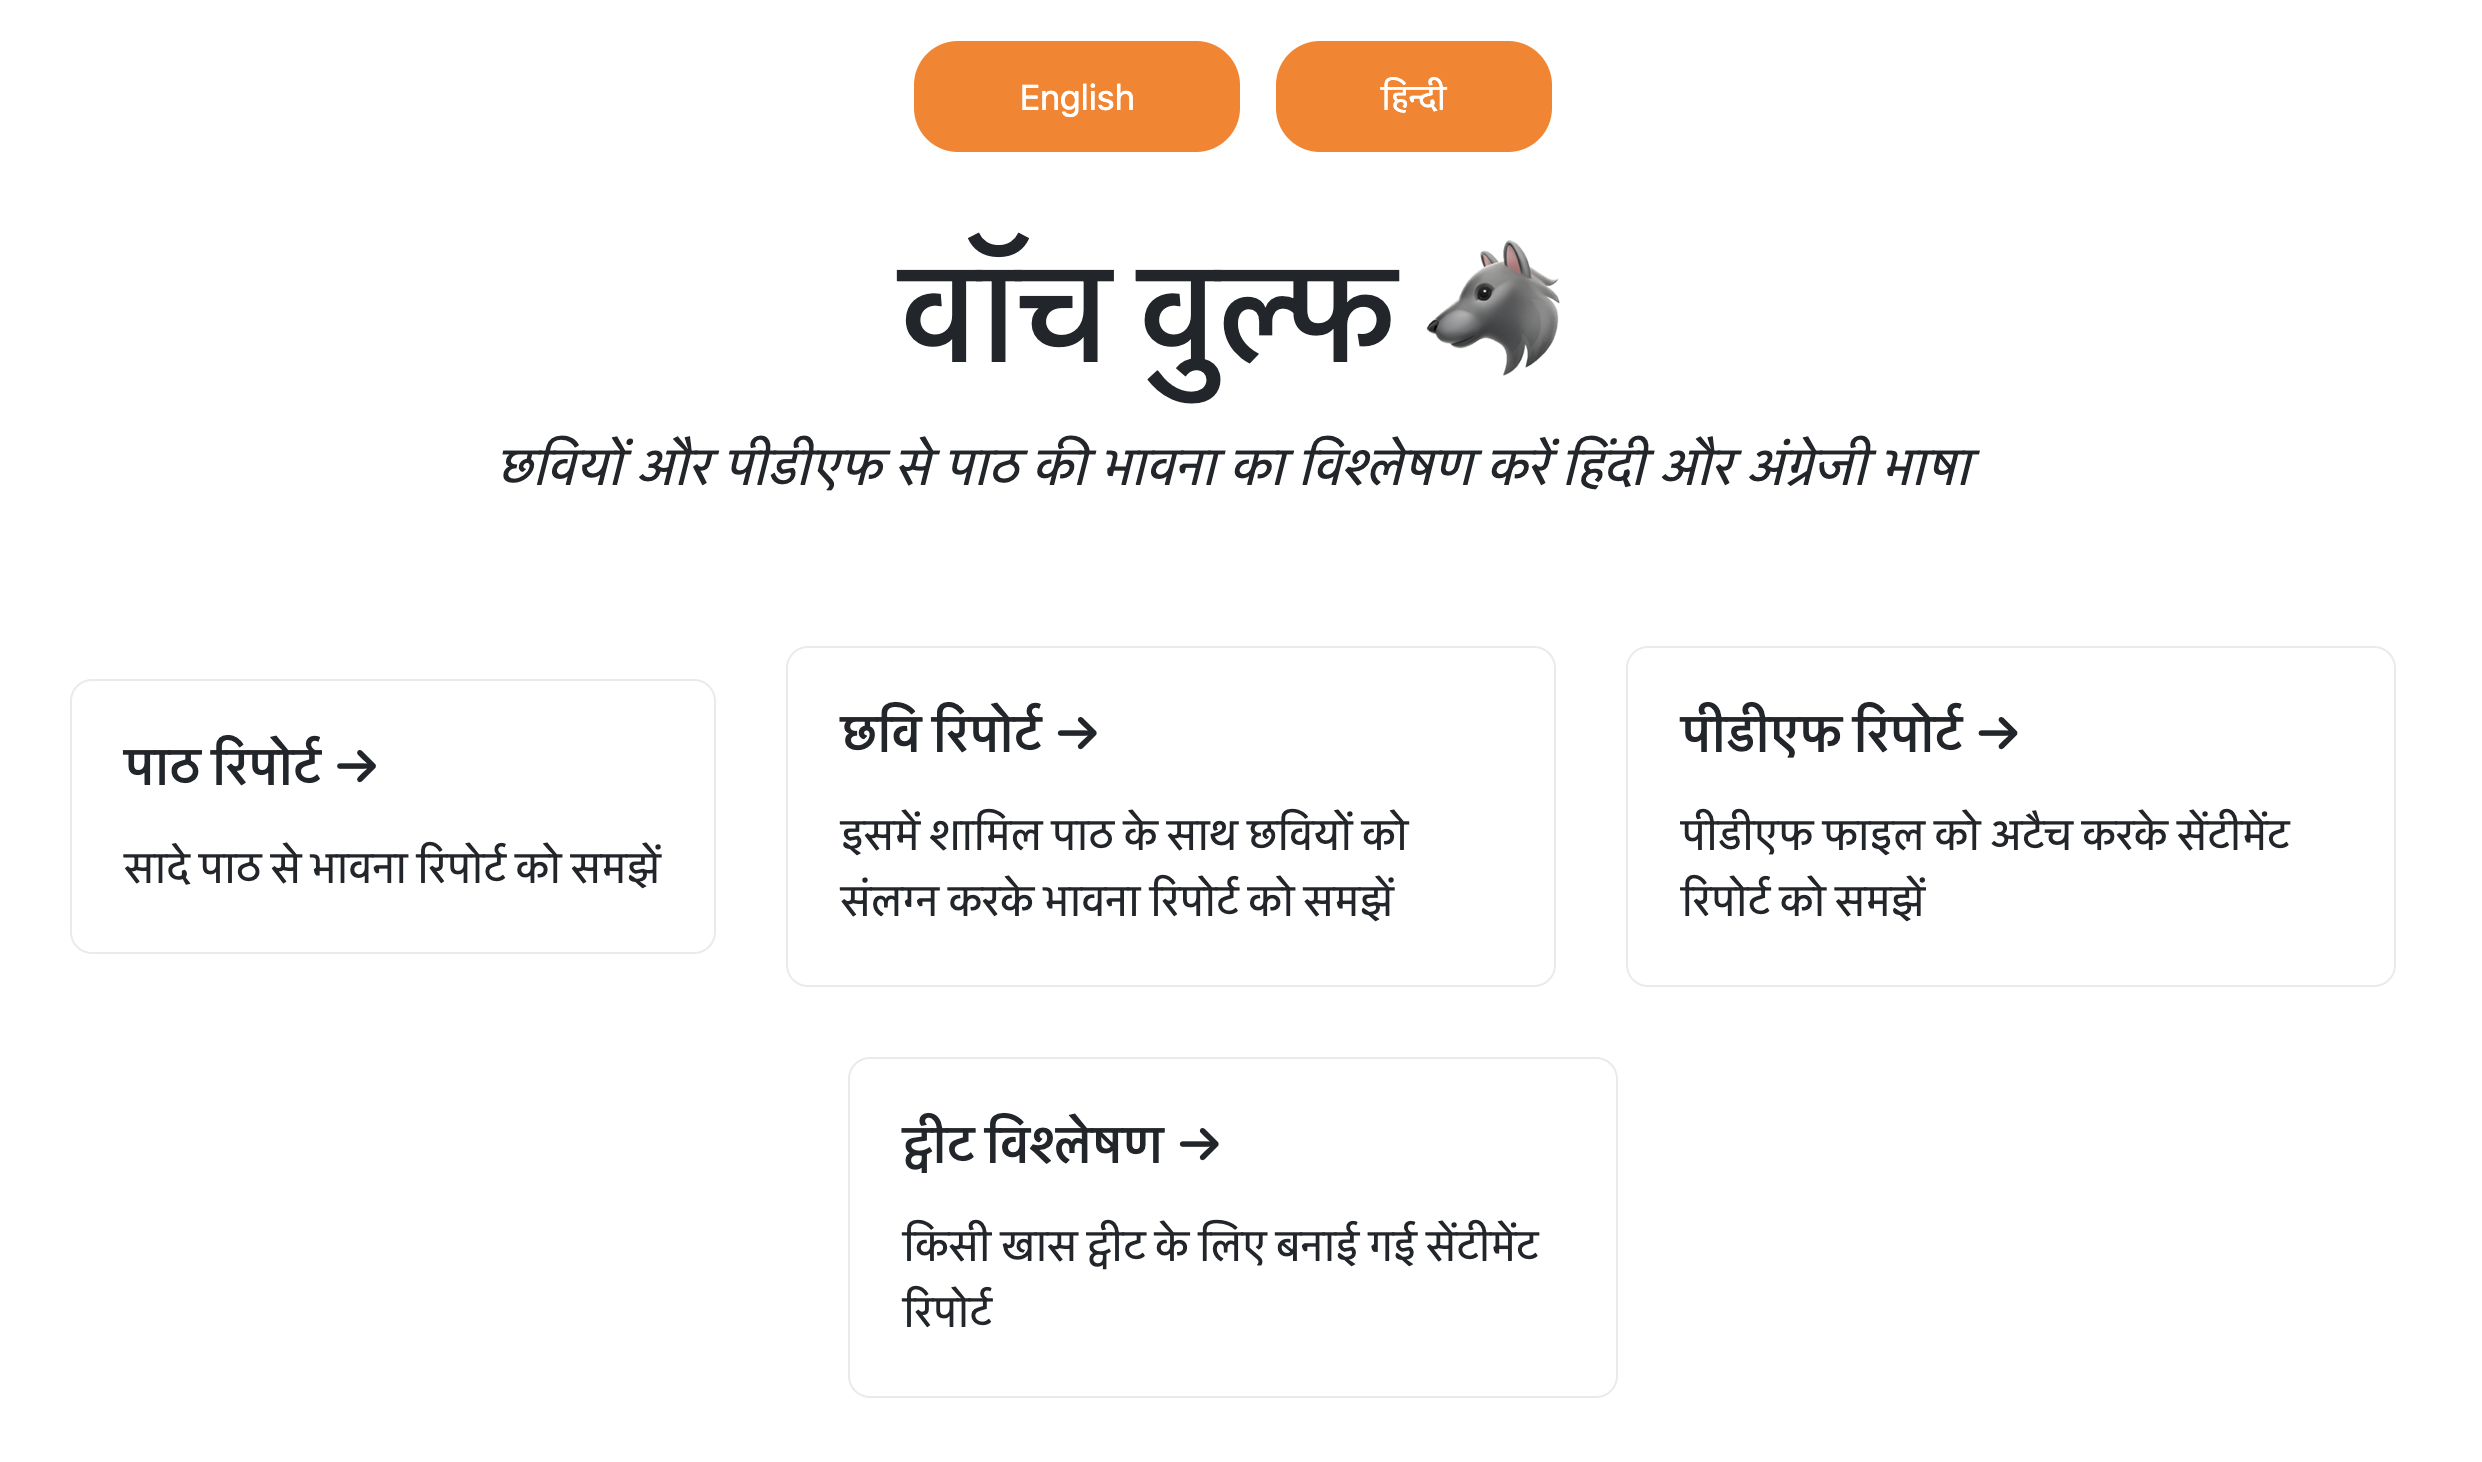 English
हिन्दी
वॉच वुल्फ
छवियों और पीडीएफ से पाठ की भावना का विश्लेषण करें हिंदी और अंग्रेजी भाषा
पाठ रिपोर्ट →
सादे पाठ से भावना रिपोर्ट को समझें
छवि रिपोर्ट →
इसमें शामिल पाठ के साथ छवियों को
संलग्न करके भावना रिपोर्ट को समझें
पीडीएफ रिपोर्ट →
पीडीएफ फाइल को अटैच करके सेंटीमेंट
रिपोर्ट को समझें
ट्वीट विश्लेषण →
किसी खास ट्वीट के लिए बनाई गई सेंटीमेंट
रिपोर्ट